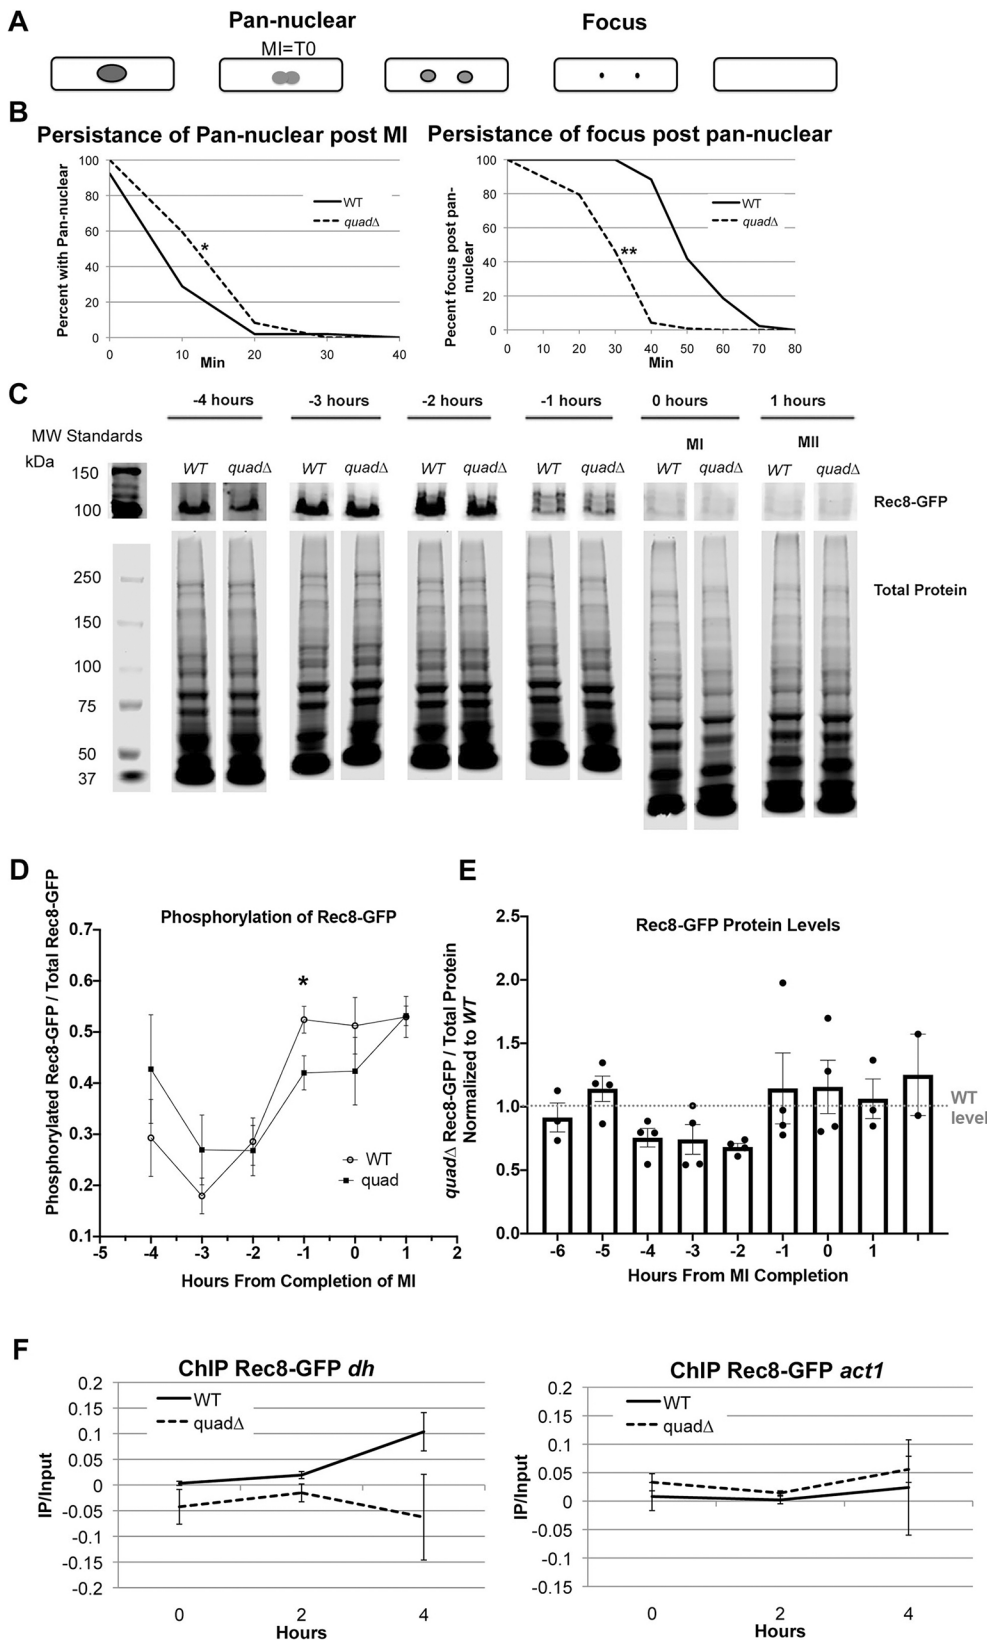 A
Pan-nuclear
Focus
MI=T0
B
Persistance of Pan-nuclear post MI
Percent with Pan-nuclear
100
80
60
40
20
0
WT
quadΔ
*
0 10 20 30 40
Min
Persistance of focus post pan-nuclear
Pecent focus post pan-
nuclear
100
80
60
40
20
0
WT
quadΔ
**
0 10 20 30 40 50 60 70 80
Min
C
-4 hours -3 hours -2 hours -1 hours 0 hours 1 hours
MW Standards
MI MII
kDa
WT quadΔ WT quadΔ WT quadΔ WT quadΔ WT quadΔ WT quadΔ
150
100
Rec8-GFP
250
150
100
75
50
37
Total Protein
D
Phosphorylation of Rec8-GFP
Phosphorylated Rec8-GFP / Total Rec8-GFP
0.7
0.6
0.5
0.4
0.3
0.2
0.1
*
WT
quad
-5 -4 -3 -2 -1 0 1 2
Hours From Completion of MI
E
Rec8-GFP Protein Levels
quadΔ Rec8-GFP / Total Protein
Normalized to WT
2.5
2.0
1.5
1.0
0.5
0.0
WT
level
-6 -5 -4 -3 -2 -1 0 1
Hours From MI Completion
F
ChIP Rec8-GFP dh
IP/Input
0.2
0.15
0.1
0.05
0
-0.05
-0.1
-0.15
-0.2
WT
quadΔ
0 2 4
Hours
ChIP Rec8-GFP act1
IP/Input
0.2
0.15
0.1
0.05
0
-0.05
-0.1
-0.15
WT
quadΔ
0 2 4
Hours